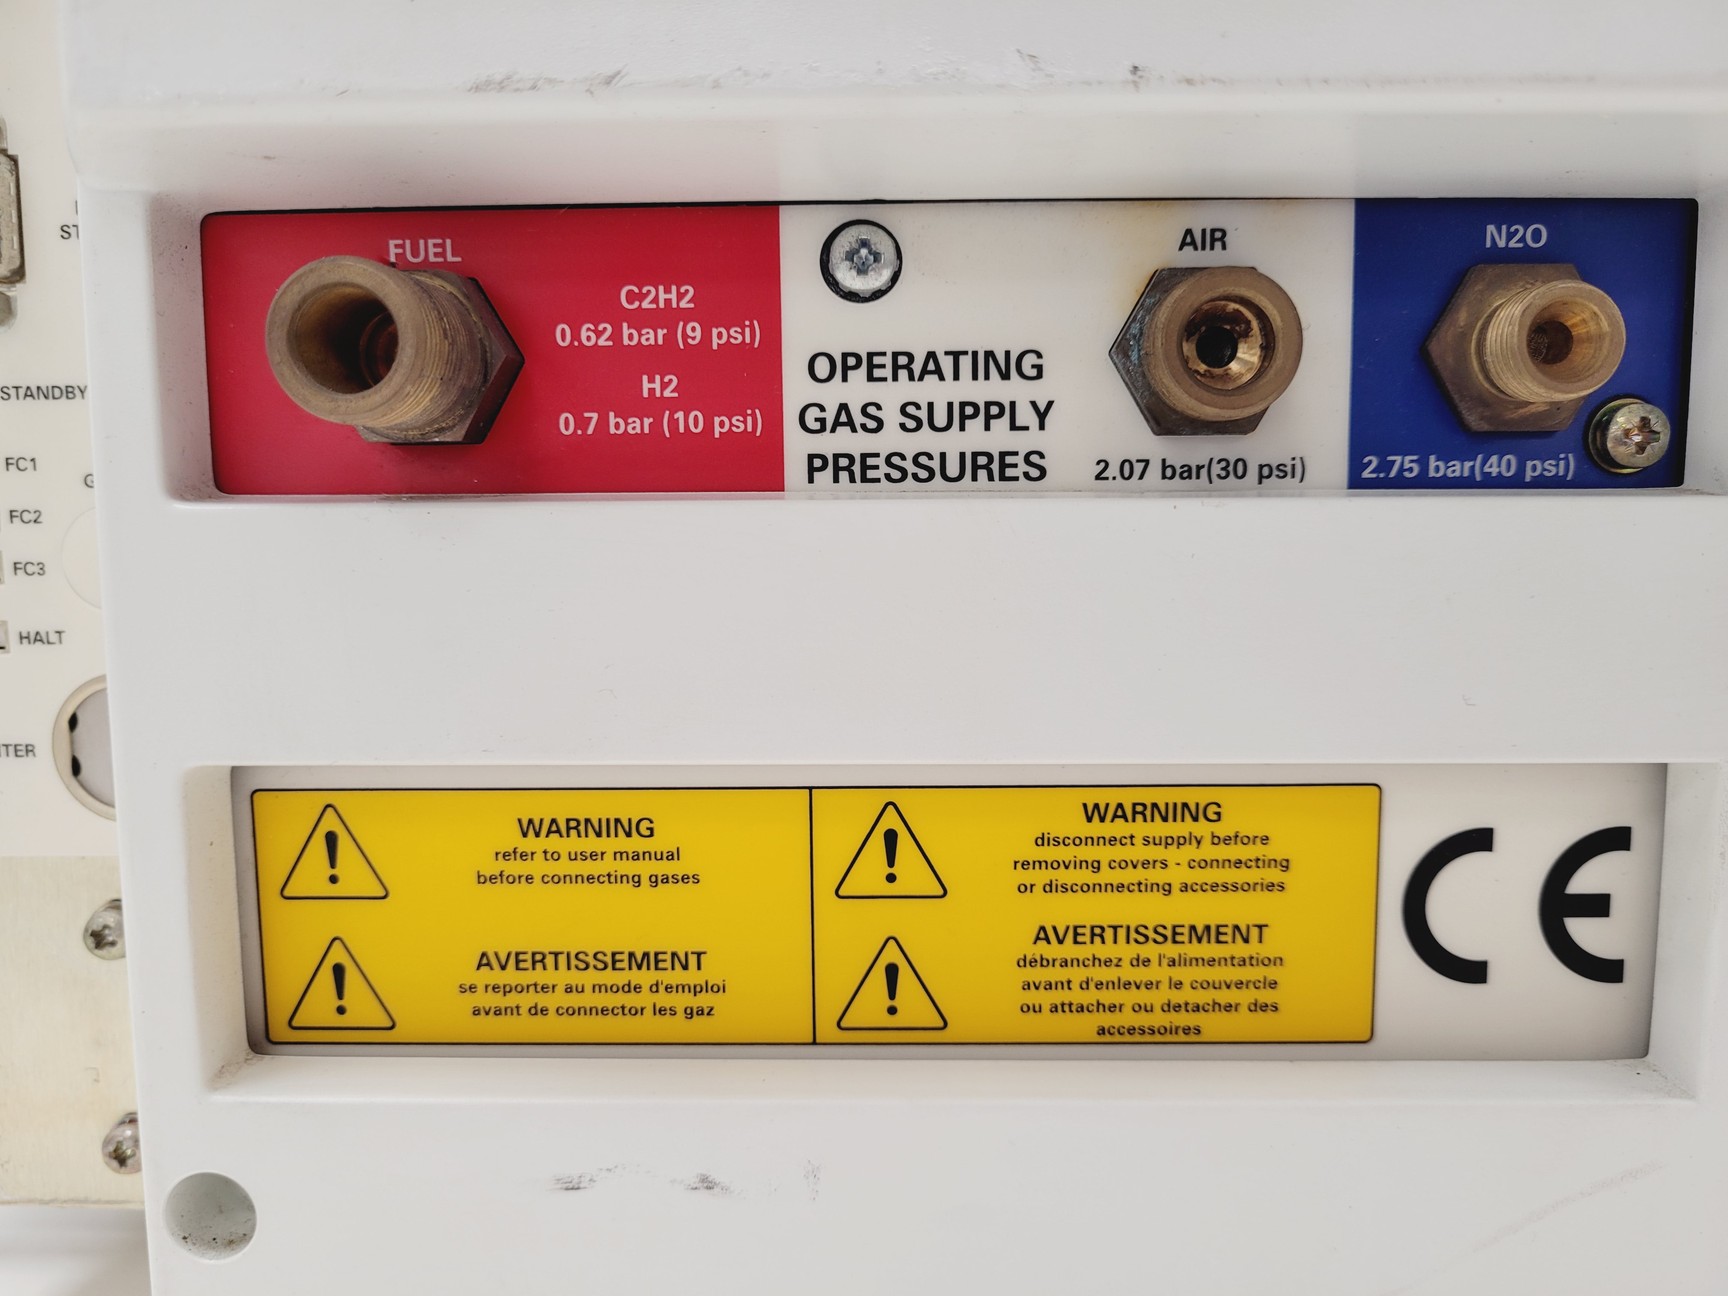 ST
STANDBY
FC1
G
FC2
FC3
HALT
FUEL
C2H2
0.62 bar (9 psi)
H2
0.7 bar (10 psi)
OPERATING
GAS SUPPLY
PRESSURES
AIR
2.07 bar(30 psi)
N2O
2.75 bar(40 psi)
WARNING
refer to user manual
before connecting gases
AVERTISSEMENT
se reporter au mode d'emploi
avant de connector les gaz
WARNING
disconnect supply before
removing covers - connecting
or disconnecting accessories
AVERTISSEMENT
débranchez de l'alimentation
avant d'enlever le couvercle
ou attacher ou detacher des
accessoires
CE